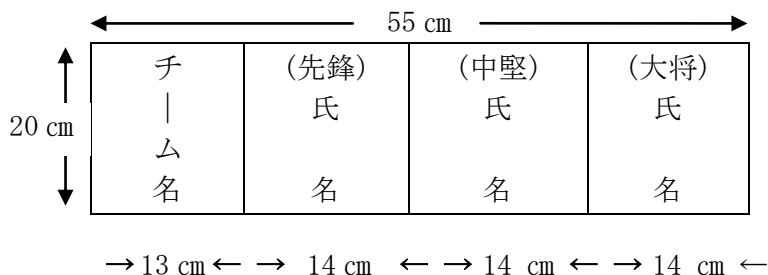 55 cm
20 cm
チーム名
(先鋒)
氏 名
(中堅)
氏 名
(大将)
氏 名
→13 cm← → 14 cm ← → 14 cm ← → 14 cm ←